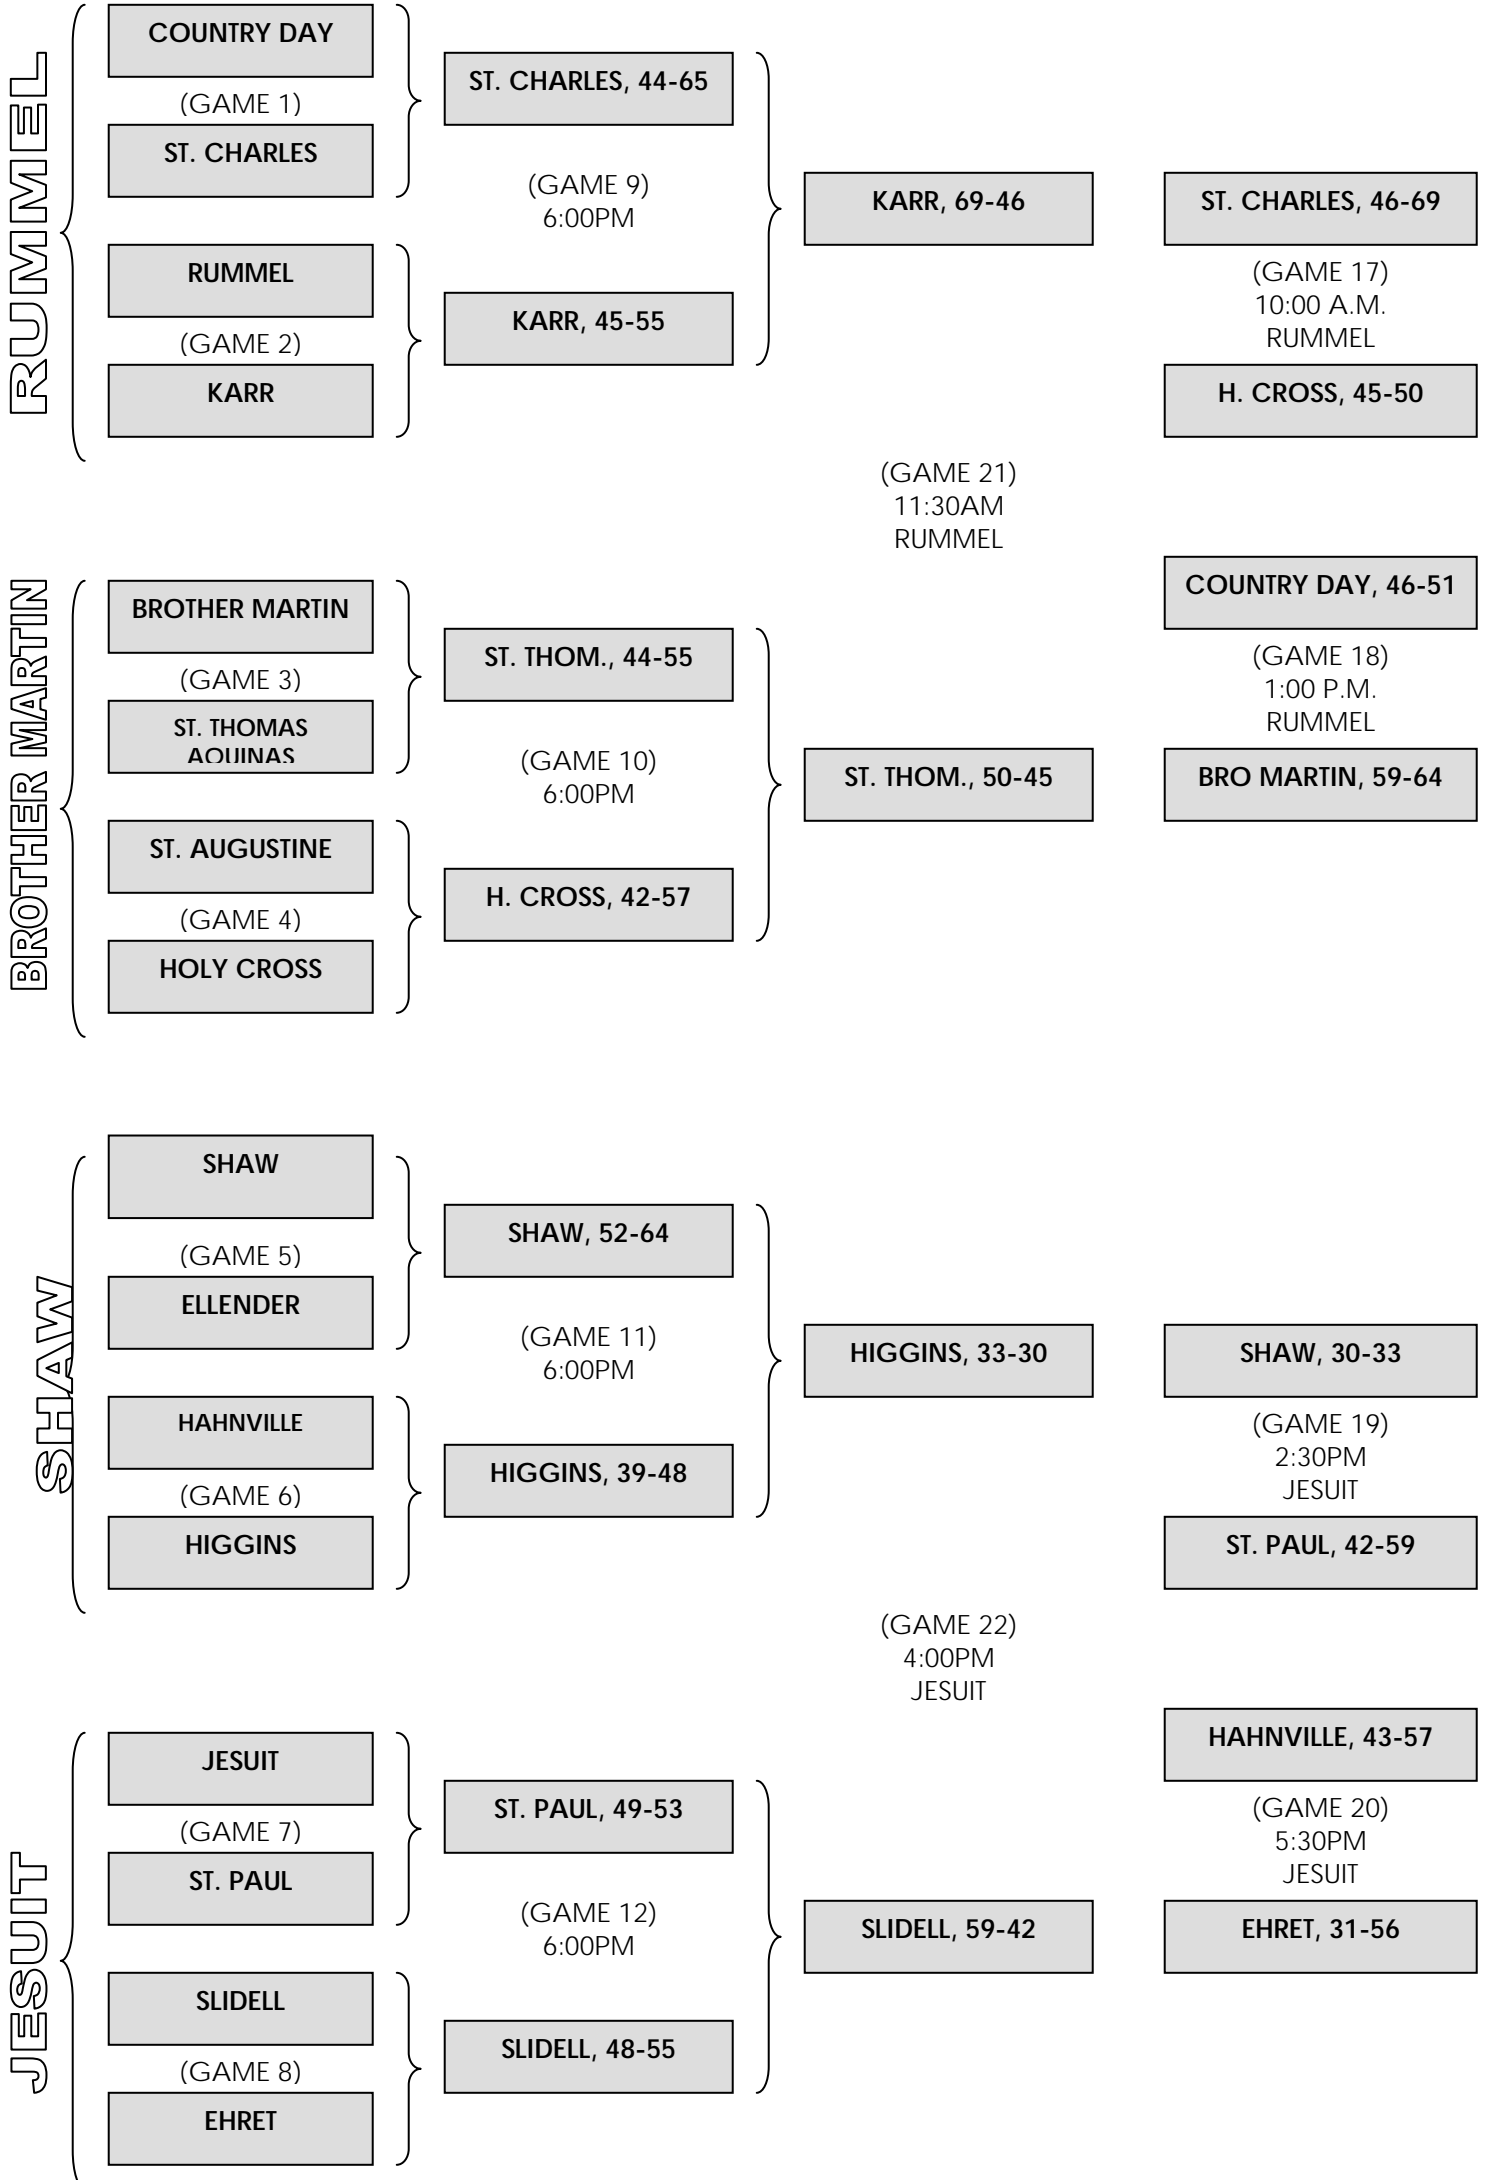 RUMMEL
COUNTRY DAY
(GAME 1)
ST. CHARLES
RUMMEL
(GAME 2)
KARR
ST. CHARLES, 44-65
(GAME 9)
6:00PM
KARR, 45-55
KARR, 69-46
ST. CHARLES, 46-69
(GAME 17)
10:00 A.M.
RUMMEL
H. CROSS, 45-50
(GAME 21)
11:30AM
RUMMEL
BROTHER MARTIN
BROTHER MARTIN
(GAME 3)
ST. THOMAS
AQUINAS
ST. AUGUSTINE
(GAME 4)
HOLY CROSS
ST. THOM., 44-55
(GAME 10)
6:00PM
H. CROSS, 42-57
ST. THOM., 50-45
COUNTRY DAY, 46-51
(GAME 18)
1:00 P.M.
RUMMEL
BRO MARTIN, 59-64
SHAW
SHAW
(GAME 5)
ELLENDER
HAHNVILLE
(GAME 6)
HIGGINS
SHAW, 52-64
(GAME 11)
6:00PM
HIGGINS, 39-48
HIGGINS, 33-30
SHAW, 30-33
(GAME 19)
2:30PM
JESUIT
ST. PAUL, 42-59
(GAME 22)
4:00PM
JESUIT
JESUIT
JESUIT
(GAME 7)
ST. PAUL
SLIDELL
(GAME 8)
EHRET
ST. PAUL, 49-53
(GAME 12)
6:00PM
SLIDELL, 48-55
SLIDELL, 59-42
HAHNVILLE, 43-57
(GAME 20)
5:30PM
JESUIT
EHRET, 31-56